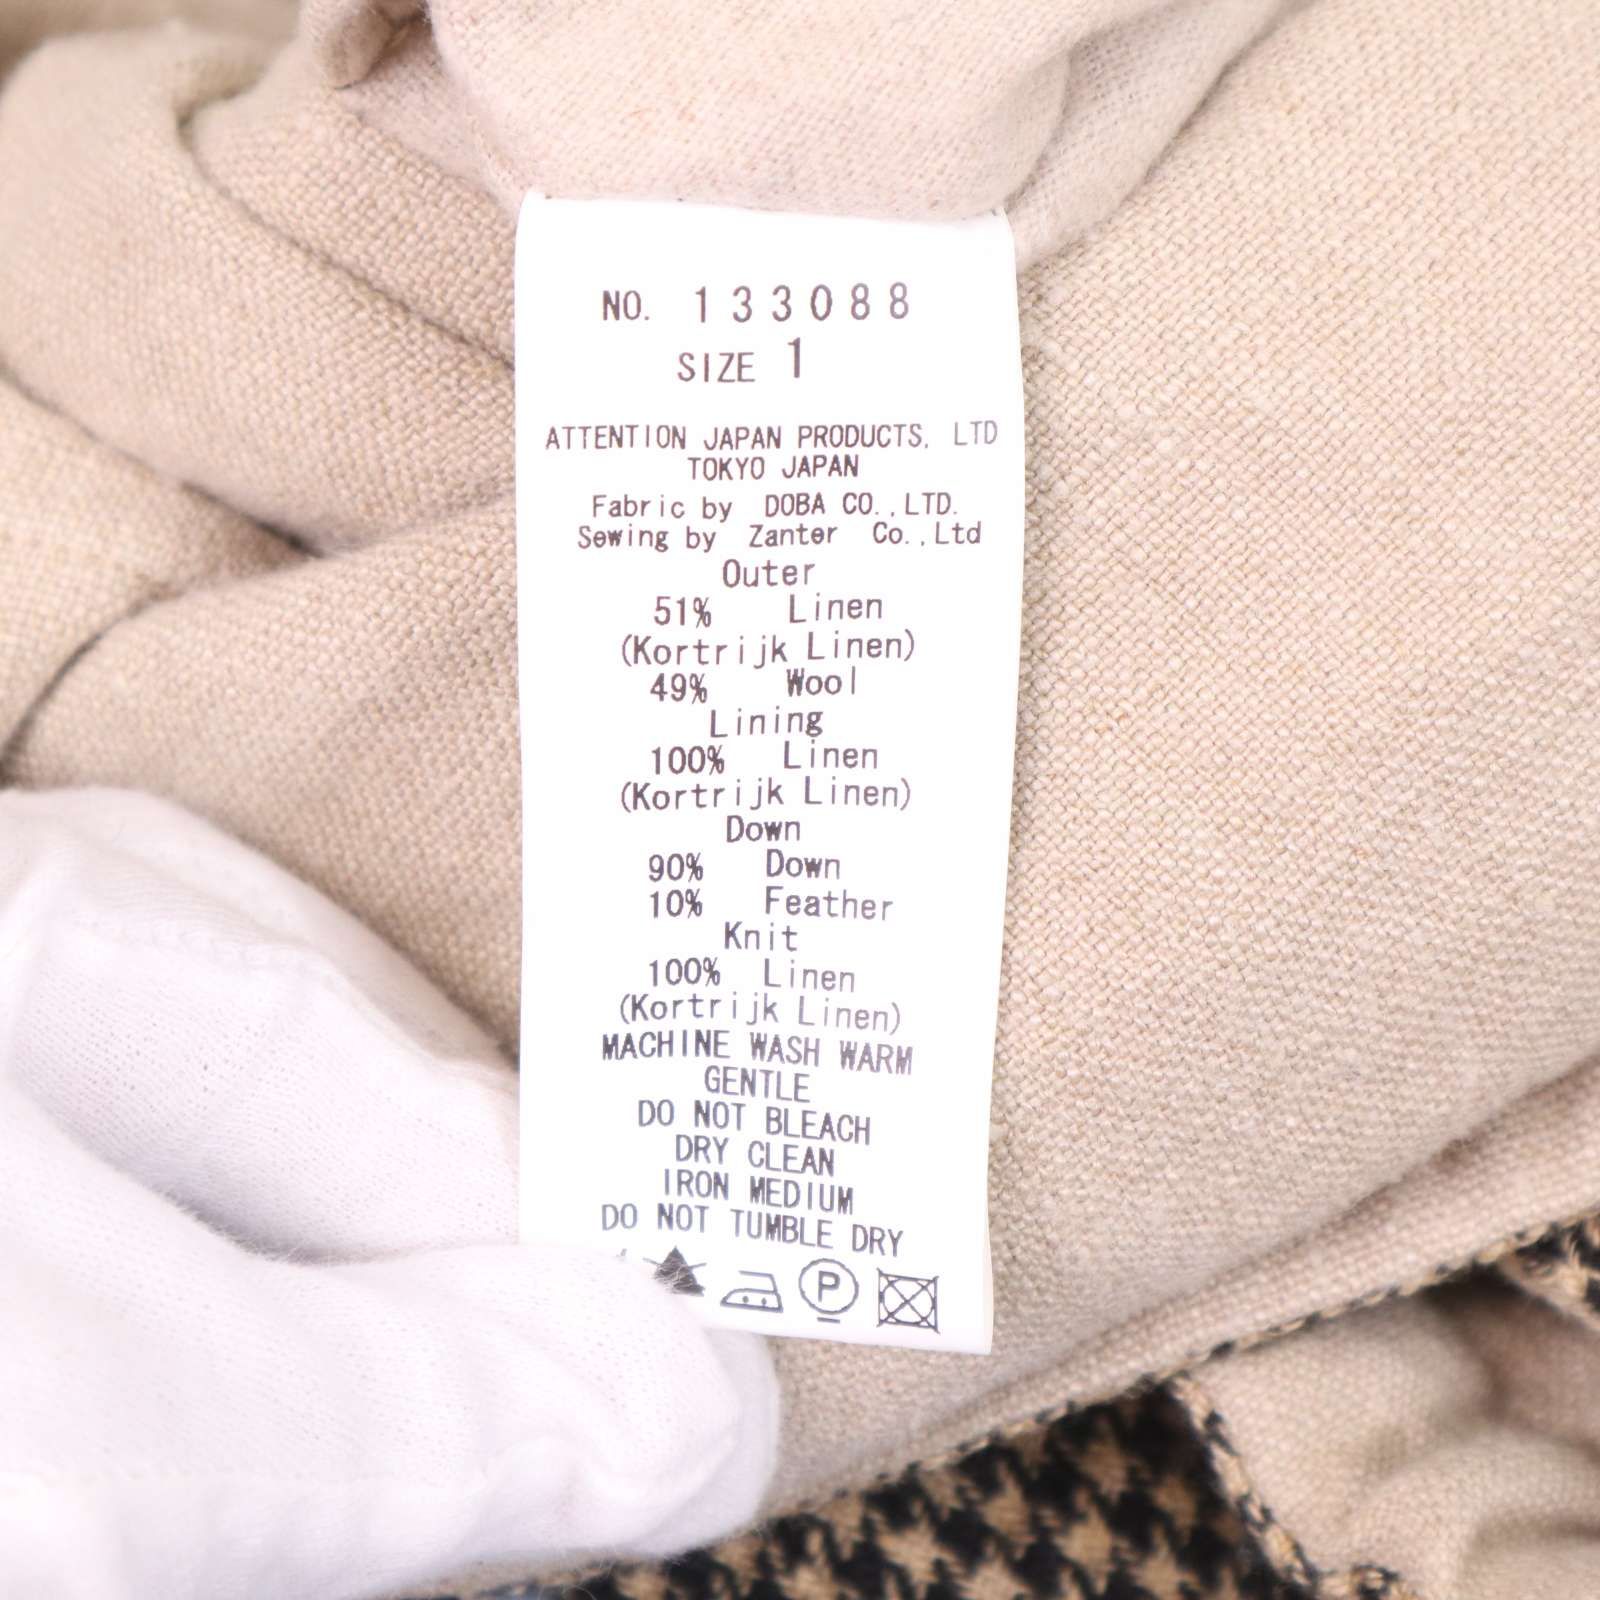 NO. 133088
SIZE 1
ATTENTION JAPAN PRODUCTS, LTD
TOKYO JAPAN
Fabric by DOBA CO.,LTD.
Sewing by Zanter Co.,Ltd
Outer
51% Linen
(Kortrijk Linen)
49% Wool
Lining
100% Linen
(Kortrijk Linen)
Down
90% Down
10% Feather
Knit
100% Linen
(Kortrijk Linen)
MACHINE WASH WARM
GENTLE
DO NOT BLEACH
DRY CLEAN
IRON MEDIUM
DO NOT TUMBLE DRY
P